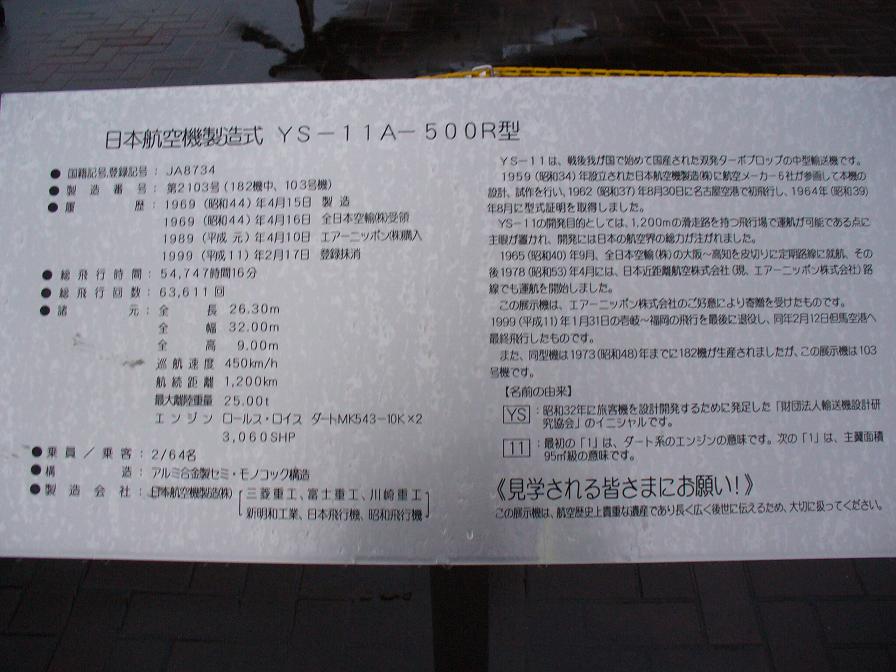 日本航空機製造式 YS-11A-500R型
● 国籍記号,登録記号 : JA8734
● 製造番号 : 第2103号(182機中、103号機)
● 履歴 : 1969(昭和44)年4月15日 製造
1969(昭和44)年4月16日 全日本空輸(株)受領
1989(平成元)年4月10日 エアーニッポン(株)購入
1999(平成11)年2月17日 登録抹消
● 総飛行時間 : 54,747時間16分
● 総飛行回数 : 63,611回
● 諸元 : 全長 26.30m
全幅 32.00m
全高 9.00m
巡航速度 450km/h
航続距離 1,200km
最大離陸重量 25.00t
エンジン ロールス・ロイス ダートMK543-10K×2
3,060SHP
● 乗員/乗客 : 2/64名
● 構造 : アルミ合金製セミ・モノコック構造
● 製造会社 : 日本航空機製造(株) [三菱重工、富士重工、川崎重工
新明和工業、日本飛行機、昭和飛行機]
YS-11は、戦後我が国で始めて国産された双発ターボプロップの中型輸送機です。
1959(昭和34)年設立された日本航空機製造(株)に航空メーカー6社が参画して本機の
設計、試作を行い、1962(昭和37)年8月30日に名古屋空港で初飛行し、1964年(昭和39)
年8月に型式証明を取得しました。
YS-11の開発目的としては、1,200mの滑走路を持つ飛行場で運航が可能である点に
主眼が置かれ、開発には日本の航空界の総力が注がれました。
1965(昭和40)年9月、全日本空輸(株)の大阪~高知を皮切りに定期路線に就航、その
後1978(昭和53)年4月には、日本近距離航空株式会社(現、エアーニッポン株式会社)路
線でも運航を開始しました。
この展示機は、エアーニッポン株式会社のご好意により寄贈を受けたものです。
1999(平成11)年1月31日の壱岐~福岡の飛行を最後に退役し、同年2月12日但馬空港へ
最終飛行したものです。
また、同型機は1973(昭和48)年までに182機が生産されましたが、この展示機は103
号機です。
【名前の由来】
YS : 昭和32年に旅客機を設計開発するために発足した「財団法人輸送機設計研
究協会」のイニシャルです。
11 : 最初の「1」は、ダート系のエンジンの意味です。次の「1」は、主翼面積
95㎡級の意味です。
《見学される皆さまにお願い!》
この展示機は、航空歴史上貴重な遺産であり長く広く後世に伝えるため、大切に扱ってください。